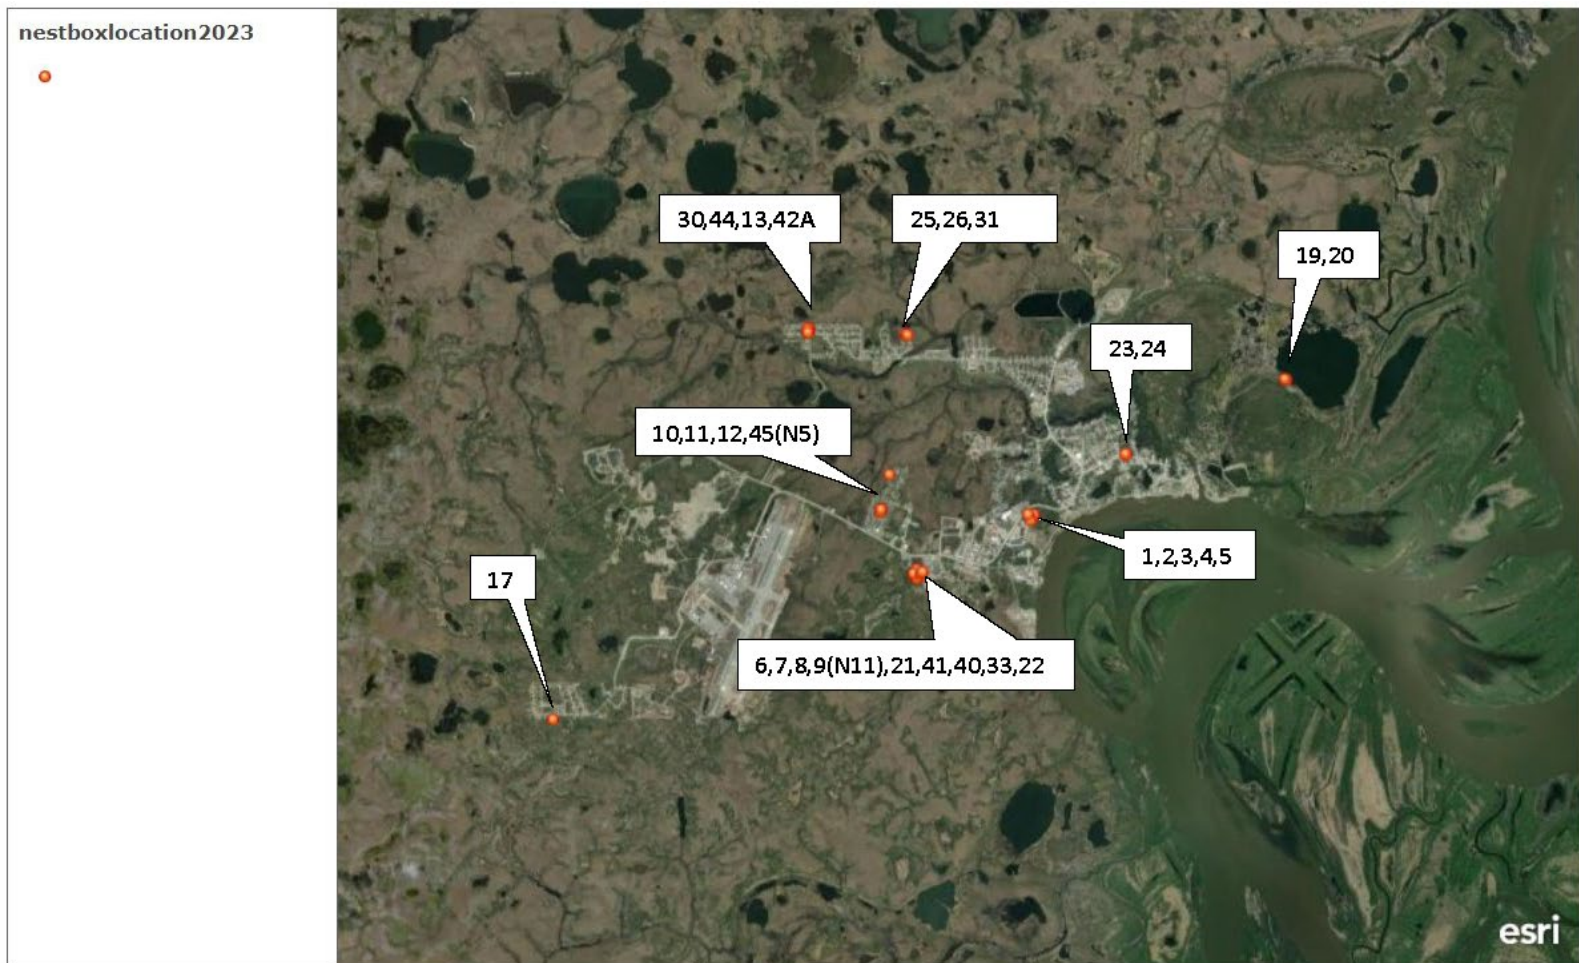 nestboxlocation2023
30,44,13,42A
25,26,31
19,20
23,24
10,11,12,45(N5)
1,2,3,4,5
17
6,7,8,9(N11),21,41,40,33,22
esri